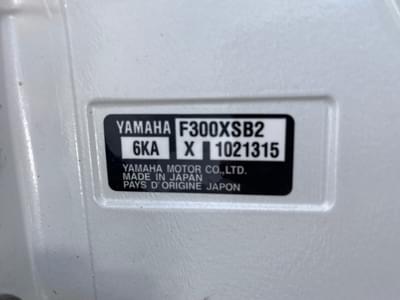 YAMAHA F300XSB2
6KA X 1021315
YAMAHA MOTOR CO.,LTD.
MADE IN JAPAN
PAYS D'ORIGINE JAPON